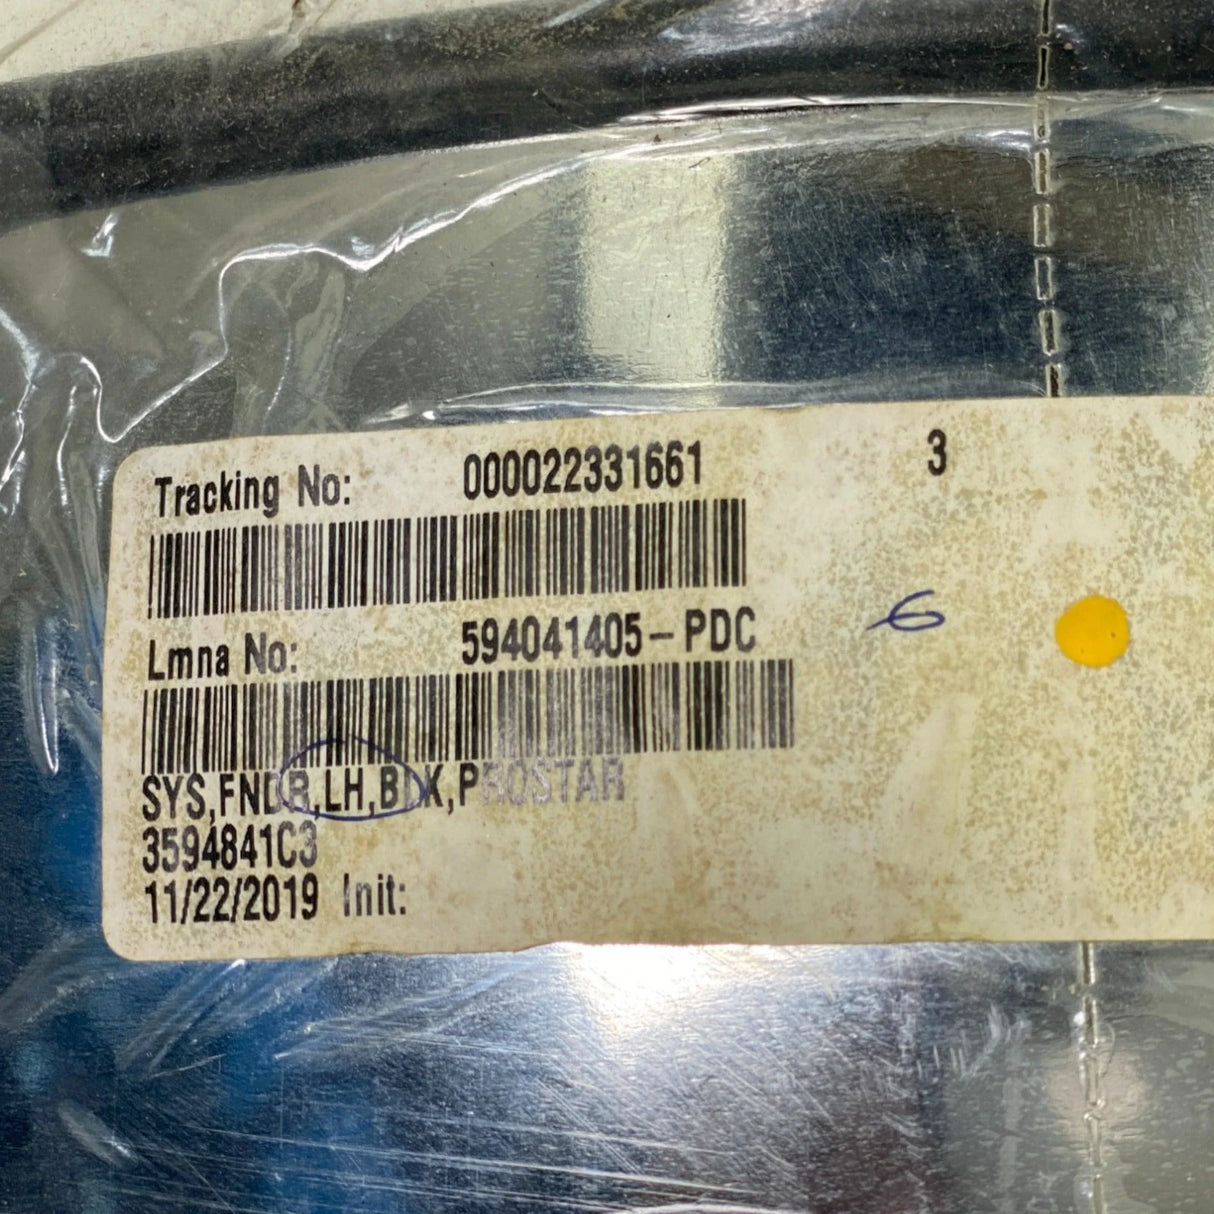 Tracking No: 000022331661 3
Lmna No: 594041405-PDC 6
SYS,FNDR,LH,BLK,PROSTAR
3594841C3
11/22/2019 Init: